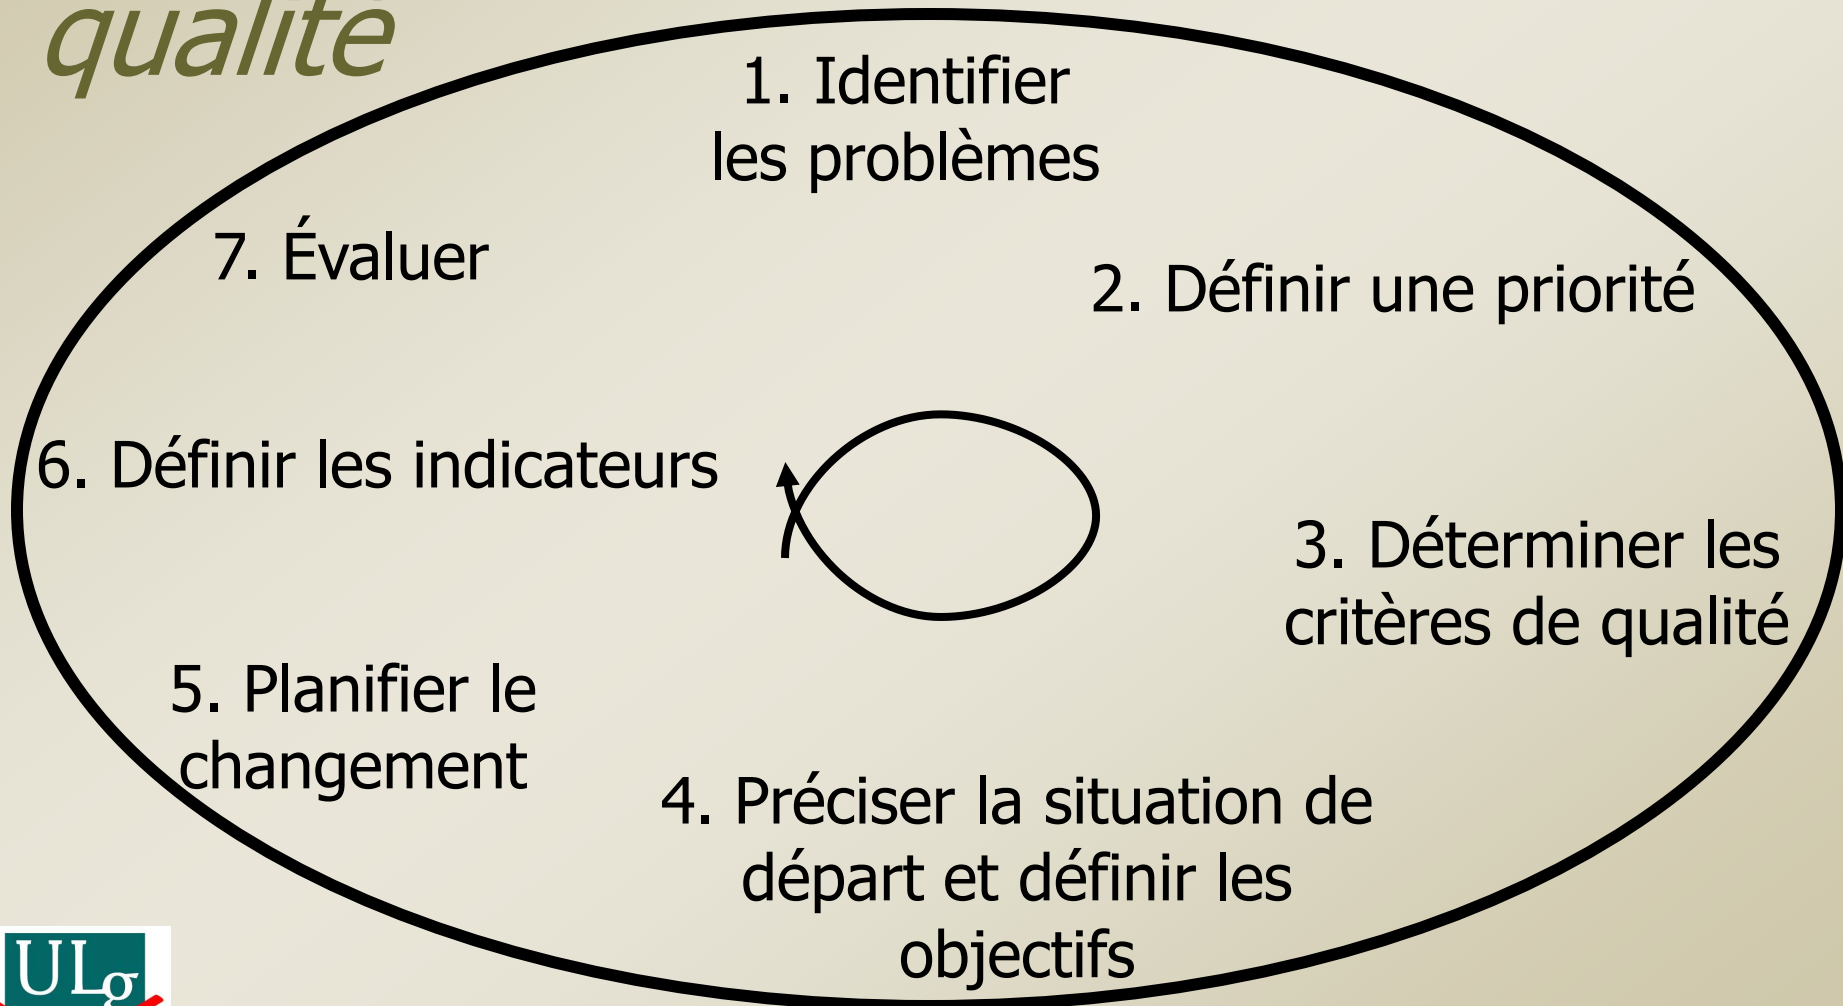 qualité
1. Identifier
les problèmes
7. Évaluer
2. Définir une priorité
6. Définir les indicateurs
3. Déterminer les
critères de qualité
5. Planifier le
changement
4. Préciser la situation de
départ et définir les
objectifs
ULg